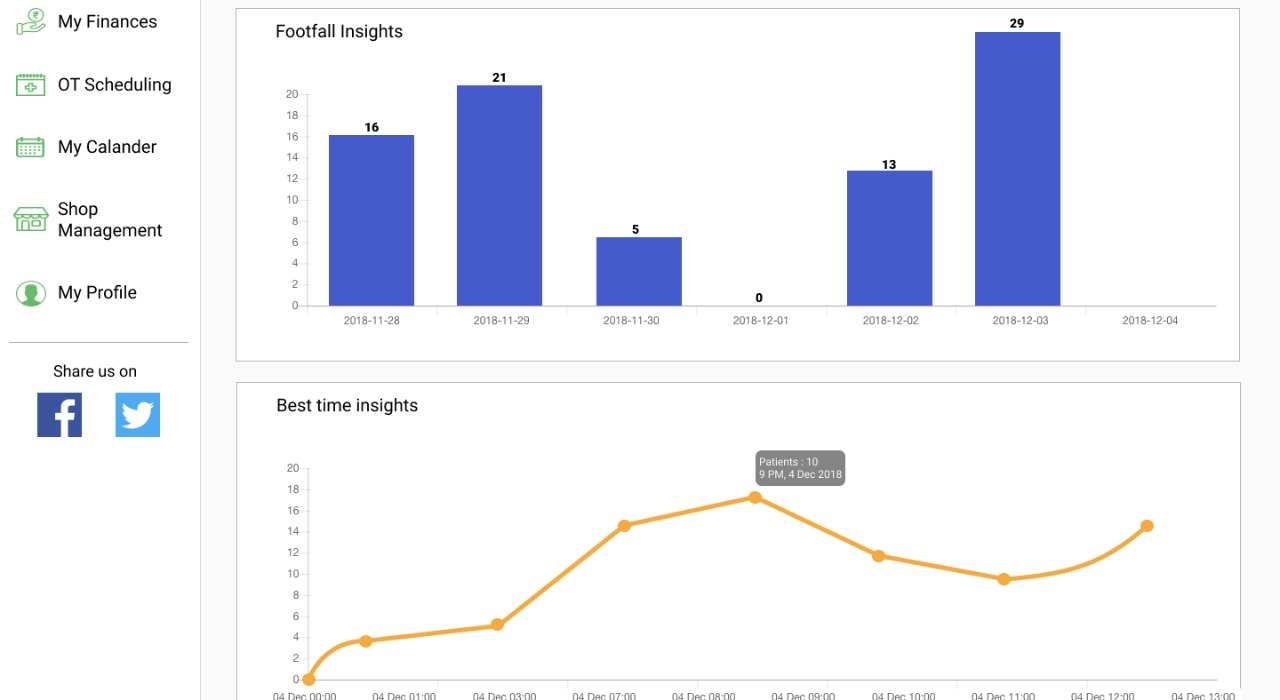 My Finances
OT Scheduling
My Calander
Shop
Management
My Profile
Share us on
Footfall Insights
29
21
16
13
5
0
20
18
16
14
12
10
8
6
4
2
0
2018-11-28 2018-11-29 2018-11-30 2018-12-01 2018-12-02 2018-12-03 2018-12-04
Best time insights
Patients : 10
9 PM, 4 Dec 2018
20
18
16
14
12
10
8
6
4
2
0
04 Dec 00:00 04 Dec 01:00 04 Dec 03:00 04 Dec 07:00 04 Dec 08:00 04 Dec 09:00 04 Dec 10:00 04 Dec 11:00 04 Dec 12:00 04 Dec 13:00